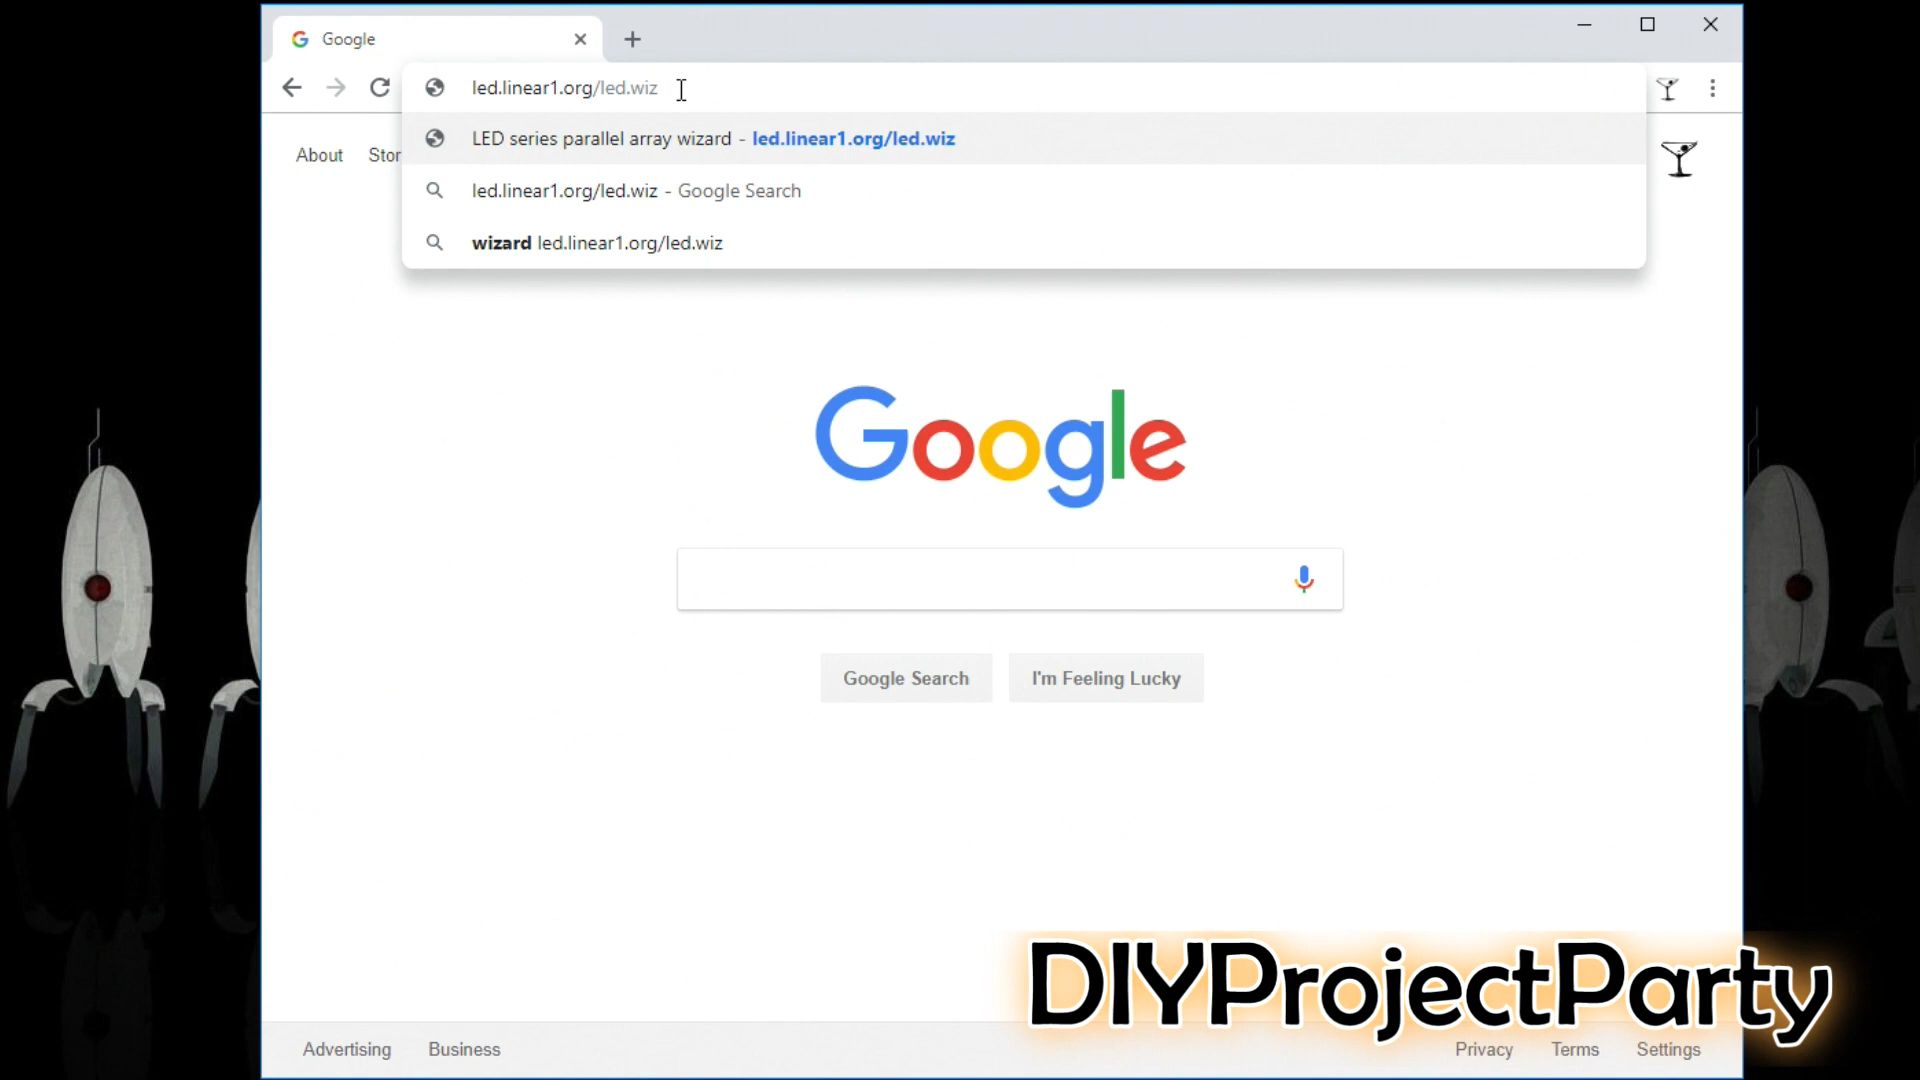 Google
led.linear1.org/led.wiz
LED series parallel array wizard - led.linear1.org/led.wiz
led.linear1.org/led.wiz - Google Search
wizard led.linear1.org/led.wiz
About Stor
Google
Google Search I'm Feeling Lucky
DIYProjectParty
Advertising Business Privacy Terms Settings